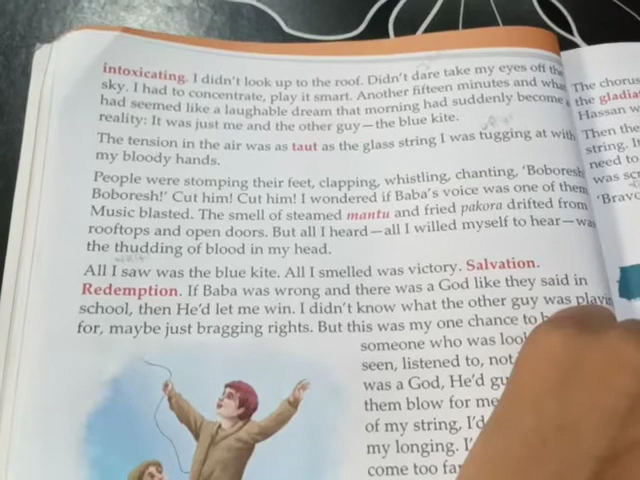 intoxicating. I didn't look up to the roof. Didn't dare take my eyes off the
sky. I had to concentrate, play it smart. Another fifteen minutes and
had seemed like a laughable dream that morning had suddenly become
reality: It was just me and the other guy—the blue kite.
The tension in the air was as taut as the glass string I was tugging at with
my bloody hands.
People were stomping their feet, clapping, whistling, chanting, 'Boboresh!
Boboresh!' Cut him! Cut him! I wondered if Baba's voice was one of them
Music blasted. The smell of steamed mantu and fried pakora drifted from
rooftops and open doors. But all I heard—all I willed myself to hear—was
the thudding of blood in my head.
All I saw was the blue kite. All I smelled was victory. Salvation.
Redemption. If Baba was wrong and there was a God like they said in
school, then He'd let me win. I didn't know what the other guy was
for, maybe just bragging rights. But this was my one chance to
someone who was
seen, listened to, not
was a God, He'd
them blow for me
of my string, I'd
my longing.
come too far
The chorus
the
Hassan
Then the
string.
need to
was
'Bravo